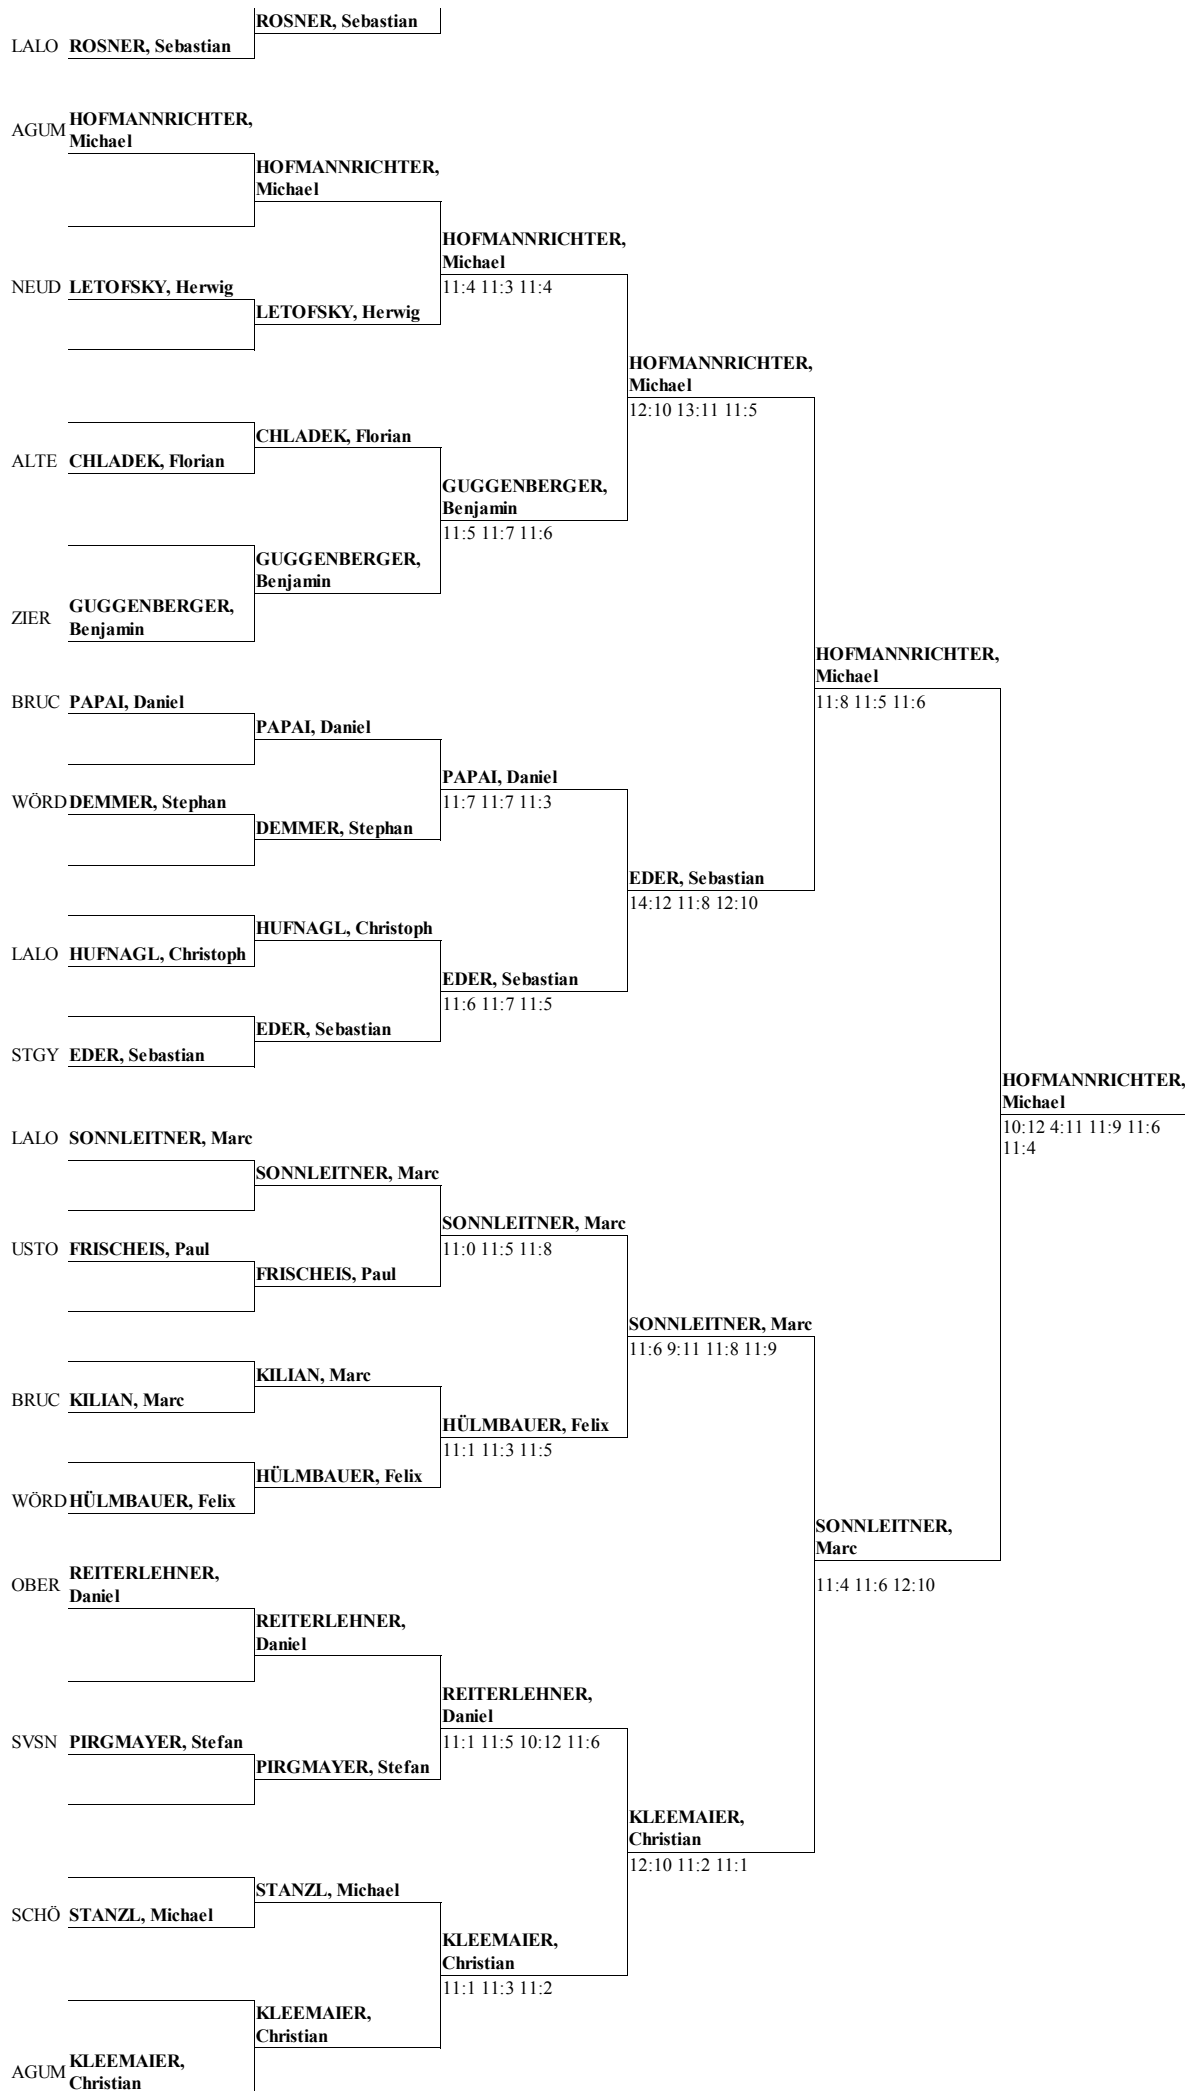 ROSNER, Sebastian
LALO ROSNER, Sebastian
AGUM HOFMANNRICHTER,
Michael
HOFMANNRICHTER,
Michael
HOFMANNRICHTER,
Michael
NEUD LETOFSKY, Herwig
11:4 11:3 11:4
LETOFSKY, Herwig
HOFMANNRICHTER,
Michael
12:10 13:11 11:5
CHLADEK, Florian
ALTE CHLADEK, Florian
GUGGENBERGER,
Benjamin
11:5 11:7 11:6
GUGGENBERGER,
Benjamin
ZIER GUGGENBERGER,
Benjamin
HOFMANNRICHTER,
Michael
11:8 11:5 11:6
BRUC PAPAI, Daniel
PAPAI, Daniel
PAPAI, Daniel
11:7 11:7 11:3
WÖRD DEMMER, Stephan
DEMMER, Stephan
EDER, Sebastian
14:12 11:8 12:10
HUFNAGL, Christoph
LALO HUFNAGL, Christoph
EDER, Sebastian
11:6 11:7 11:5
EDER, Sebastian
STGY EDER, Sebastian
HOFMANNRICHTER,
Michael
10:12 4:11 11:9 11:6
11:4
LALO SONNLEITNER, Marc
SONNLEITNER, Marc
SONNLEITNER, Marc
11:0 11:5 11:8
USTO FRISCHEIS, Paul
FRISCHEIS, Paul
SONNLEITNER, Marc
11:6 9:11 11:8 11:9
KILIAN, Marc
BRUC KILIAN, Marc
HÜLMBAUER, Felix
11:1 11:3 11:5
HÜLMBAUER, Felix
WÖRD HÜLMBAUER, Felix
SONNLEITNER,
Marc
11:4 11:6 12:10
OBER REITERLEHNER,
Daniel
REITERLEHNER,
Daniel
REITERLEHNER,
Daniel
11:1 11:5 10:12 11:6
SVSN PIRGMAYER, Stefan
PIRGMAYER, Stefan
KLEEMAIER,
Christian
12:10 11:2 11:1
STANZL, Michael
SCHÖ STANZL, Michael
KLEEMAIER,
Christian
11:1 11:3 11:2
KLEEMAIER,
Christian
AGUM KLEEMAIER,
Christian